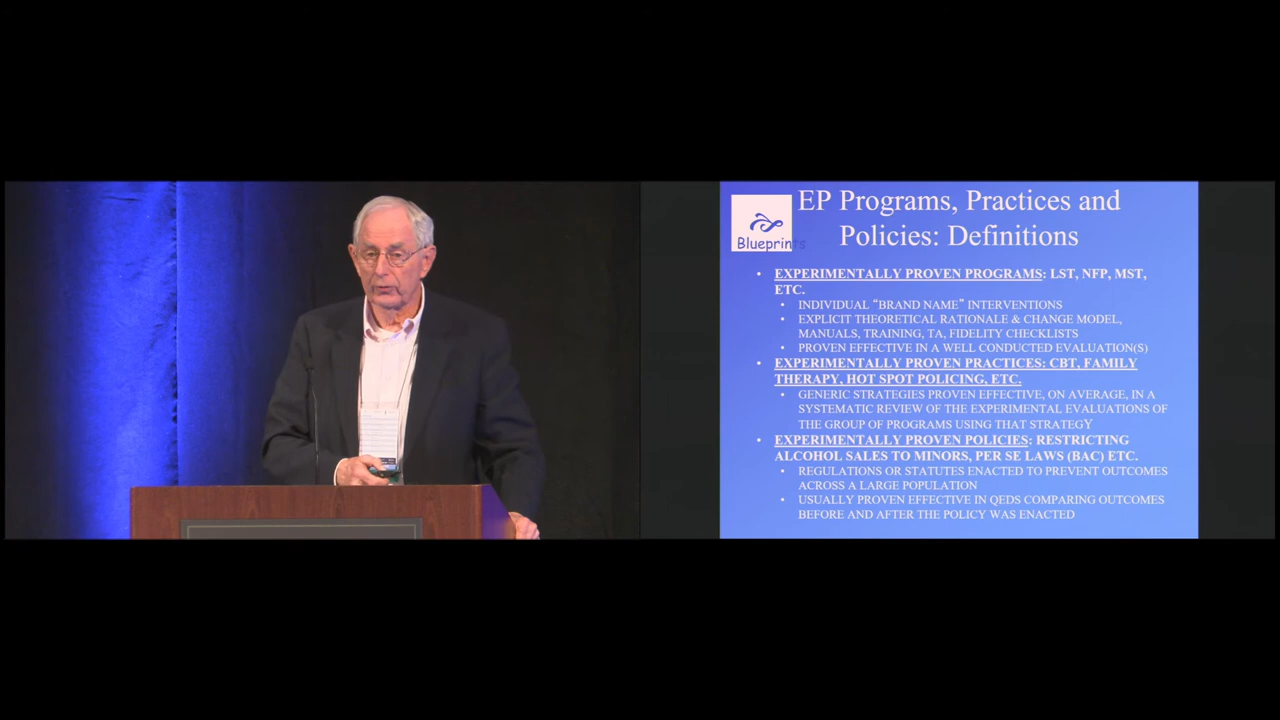 EP Programs, Practices and
Policies: Definitions
Blueprints
• EXPERIMENTALLY PROVEN PROGRAMS: LST, NFP, MST,
ETC.
• INDIVIDUAL “BRAND NAME” INTERVENTIONS
• EXPLICIT THEORETICAL RATIONALE & CHANGE MODEL,
MANUALS, TRAINING, TA, FIDELITY CHECKLISTS
• PROVEN EFFECTIVE IN A WELL CONDUCTED EVALUATION(S)
• EXPERIMENTALLY PROVEN PRACTICES: CBT, FAMILY
THERAPY, HOT SPOT POLICING, ETC.
• GENERIC STRATEGIES PROVEN EFFECTIVE, ON AVERAGE, IN A
SYSTEMATIC REVIEW OF THE EXPERIMENTAL EVALUATIONS OF
THE GROUP OF PROGRAMS USING THAT STRATEGY
• EXPERIMENTALLY PROVEN POLICIES: RESTRICTING
ALCOHOL SALES TO MINORS, PER SE LAWS (BAC) ETC.
• REGULATIONS OR STATUTES ENACTED TO PREVENT OUTCOMES
ACROSS A LARGE POPULATION
• USUALLY PROVEN EFFECTIVE IN QEDS COMPARING OUTCOMES
BEFORE AND AFTER THE POLICY WAS ENACTED